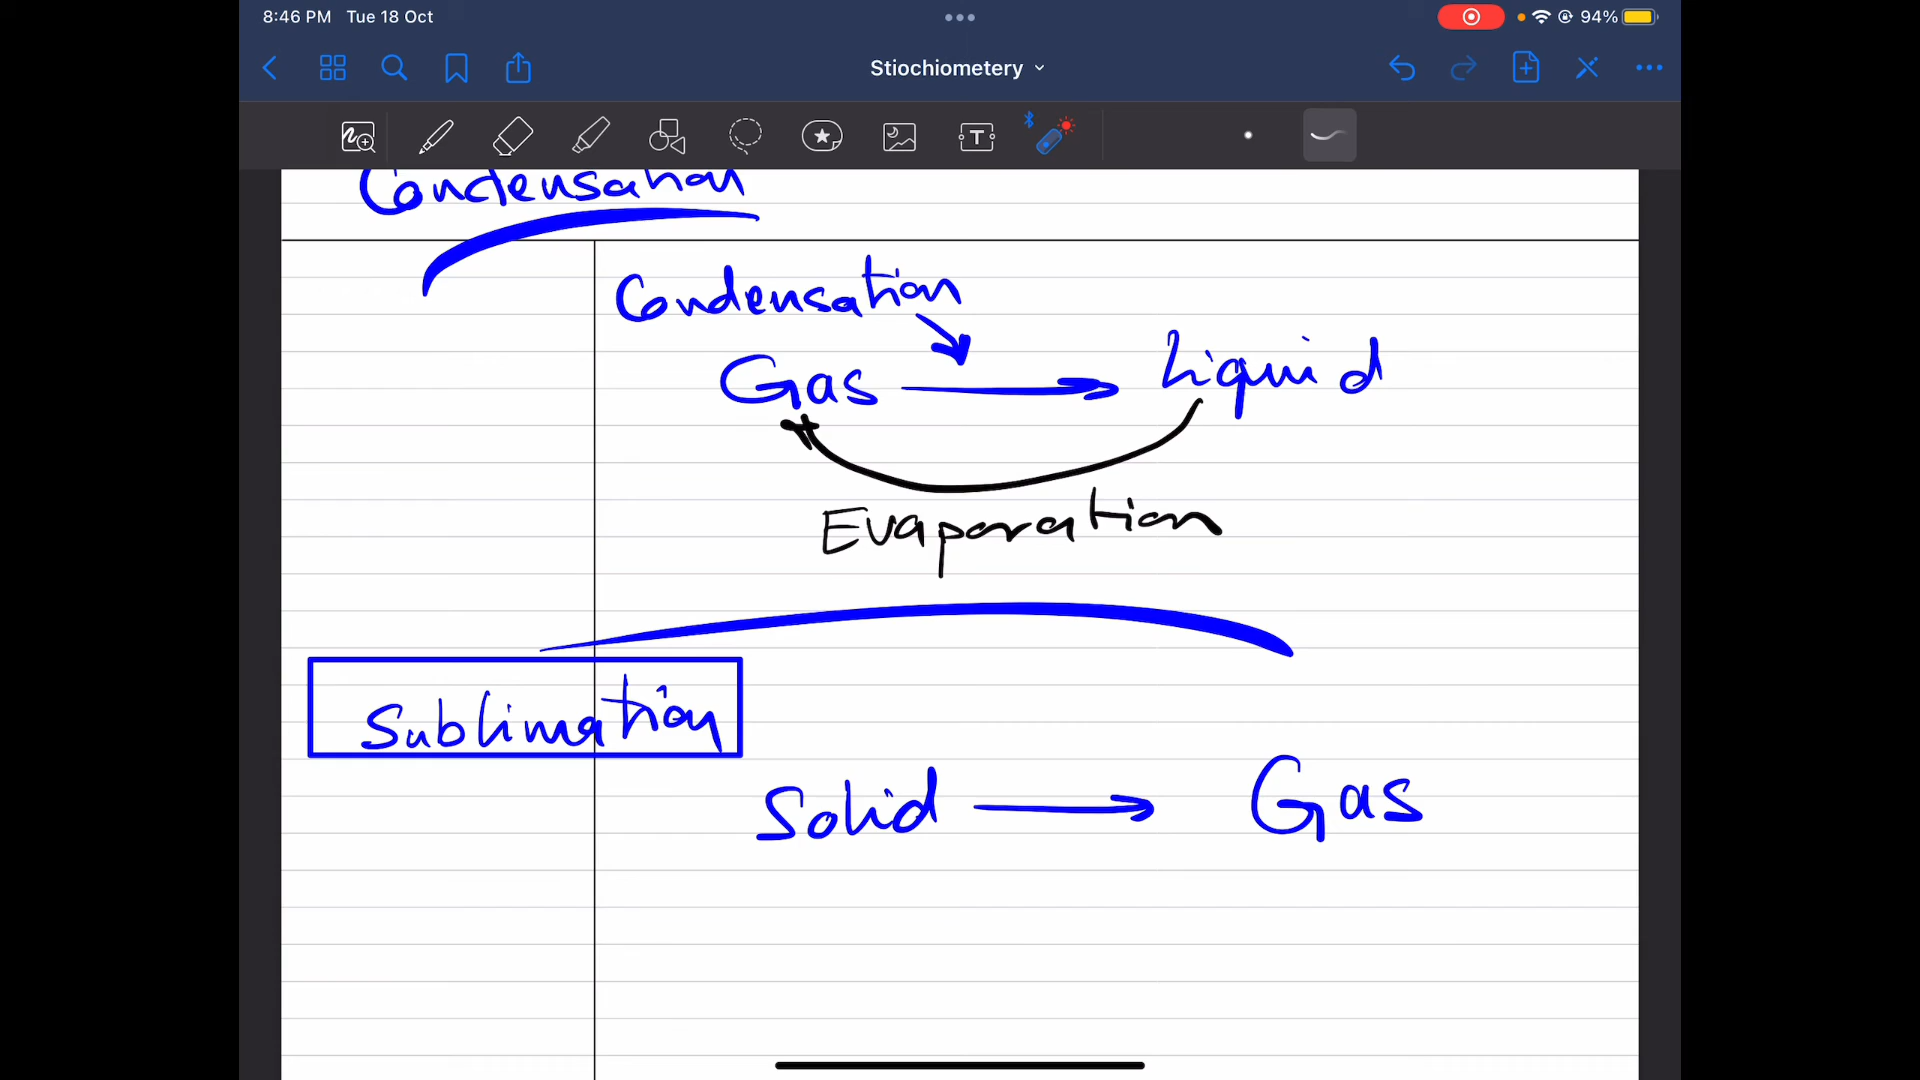 8:46 PM Tue 18 Oct
94%
Stiochiometery
T
Condensation
Condensation
Gas → Liquid
Evaporation
Sublimation
Solid → Gas